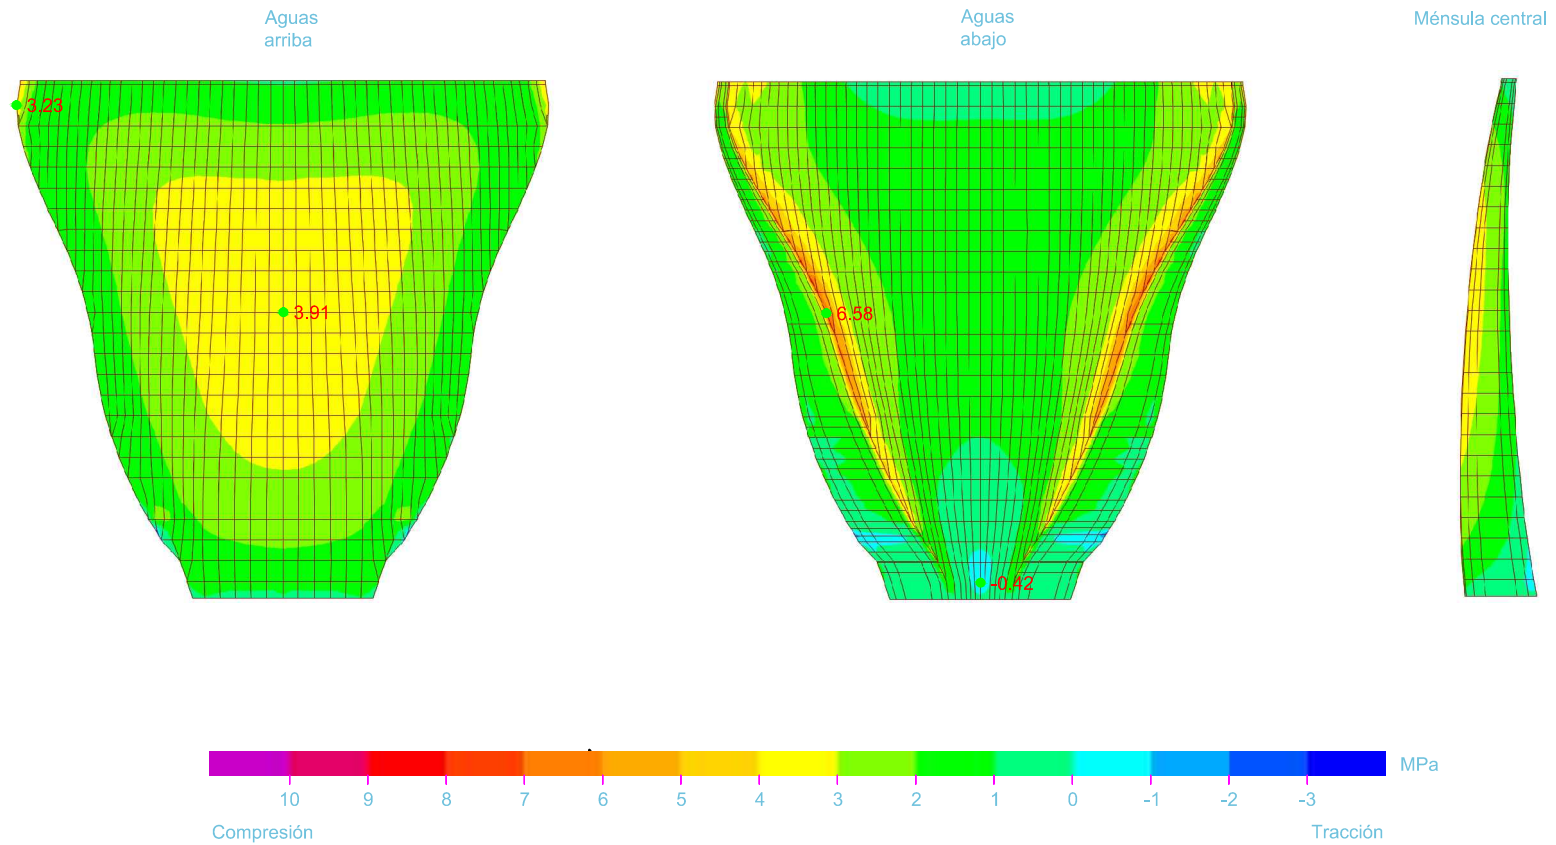 Aguas
arriba
Aguas
abajo
Ménsula central
3.23
3.91
6.58
-0.42
MPa
10 9 8 7 6 5 4 3 2 1 0 -1 -2 -3
Compresión
Tracción